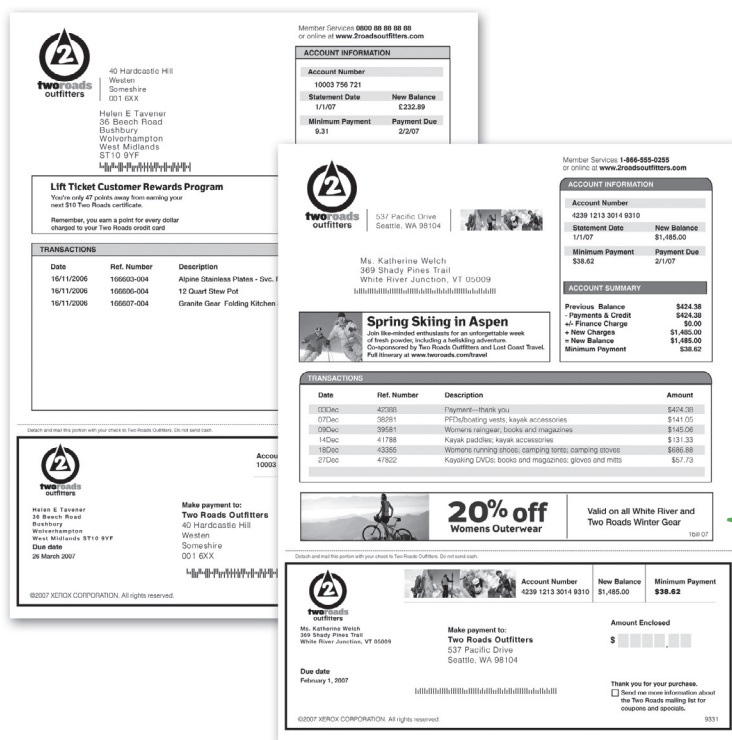 Member Services 0800 88 88 88 88
or online at www.2roadsoutfitters.com
2
tworoads
outfitters
40 Hardcastle Hill
Westen
Someshire
001 6XX
Helen E Tavener
36 Beech Road
Bushbury
Wolverhampton
West Midlands
ST10 9YF
ACCOUNT INFORMATION
Account Number
10003 756 721
Statement Date New Balance
1/1/07 £232.89
Minimum Payment Payment Due
9.31 2/2/07
Lift Ticket Customer Rewards Program
You're only 47 points away from earning your
next $10 Two Roads certificate.
Remember, you earn a point for every dollar
charged to your Two Roads credit card
TRANSACTIONS
Date Ref. Number Description
16/11/2006 166603-004 Alpine Stainless Plates - Svc.
16/11/2006 166606-004 12 Quart Stew Pot
16/11/2006 166607-004 Granite Gear Folding Kitchen
Detach and mail this portion with your check to Two Roads Outfitters. Do not send cash.
2
tworoads
outfitters
Helen E Tavener
36 Beech Road
Bushbury
Wolverhampton
West Midlands ST10 9YF
Due date
26 March 2007
Accou
10003
Make payment to:
Two Roads Outfitters
40 Hardcastle Hill
Westen
Someshire
001 6XX
©2007 XEROX CORPORATION. All rights reserved.
Member Services 1-866-555-0255
or online at www.2roadsoutfitters.com
2
tworoads
outfitters
537 Pacific Drive
Seattle, WA 98104
Ms. Katherine Welch
369 Shady Pines Trail
White River Junction, VT 05009
ACCOUNT INFORMATION
Account Number
4239 1213 3014 9310
Statement Date New Balance
1/1/07 $1,485.00
Minimum Payment Payment Due
$38.62 2/1/07
ACCOUNT SUMMARY
Previous Balance $424.38
- Payments & Credit $424.38
+/- Finance Charge $0.00
+ New Charges $1,485.00
= New Balance $1,485.00
Minimum Payment $38.62
Spring Skiing in Aspen
Join like-minded enthusiasts for an unforgettable week
of fresh powder, including a heliskiing adventure.
Co-sponsored by Two Roads Outfitters and Lost Coast Travel.
Full itinerary at www.tworoads.com/travel
TRANSACTIONS
Date Ref. Number Description Amount
03Dec 42388 Payment—thank you $424.38
07Dec 38281 PFDs/boating vests; kayak accessories $141.05
09Dec 39581 Womens raingear; books and magazines $145.06
14Dec 41788 Kayak paddles; kayak accessories $131.33
18Dec 43355 Womens running shoes; camping tents; camping stoves $686.88
27Dec 47822 Kayaking DVDs; books and magazines; gloves and mitts $57.73
20% off
Womens Outerwear
Valid on all White River and
Two Roads Winter Gear
1bill 07
Detach and mail this portion with your check to Two Roads Outfitters. Do not send cash.
2
tworoads
outfitters
Ms. Katherine Welch
369 Shady Pines Trail
White River Junction, VT 05009
Due date
February 1, 2007
Account Number New Balance Minimum Payment
4239 1213 3014 9310 $1,485.00 $38.62
Make payment to:
Two Roads Outfitters
537 Pacific Drive
Seattle, WA 98104
Amount Enclosed
$ .
Thank you for your purchase.
Send me more information about
the Two Roads mailing list for
coupons and specials.
©2007 XEROX CORPORATION. All rights reserved.
9331